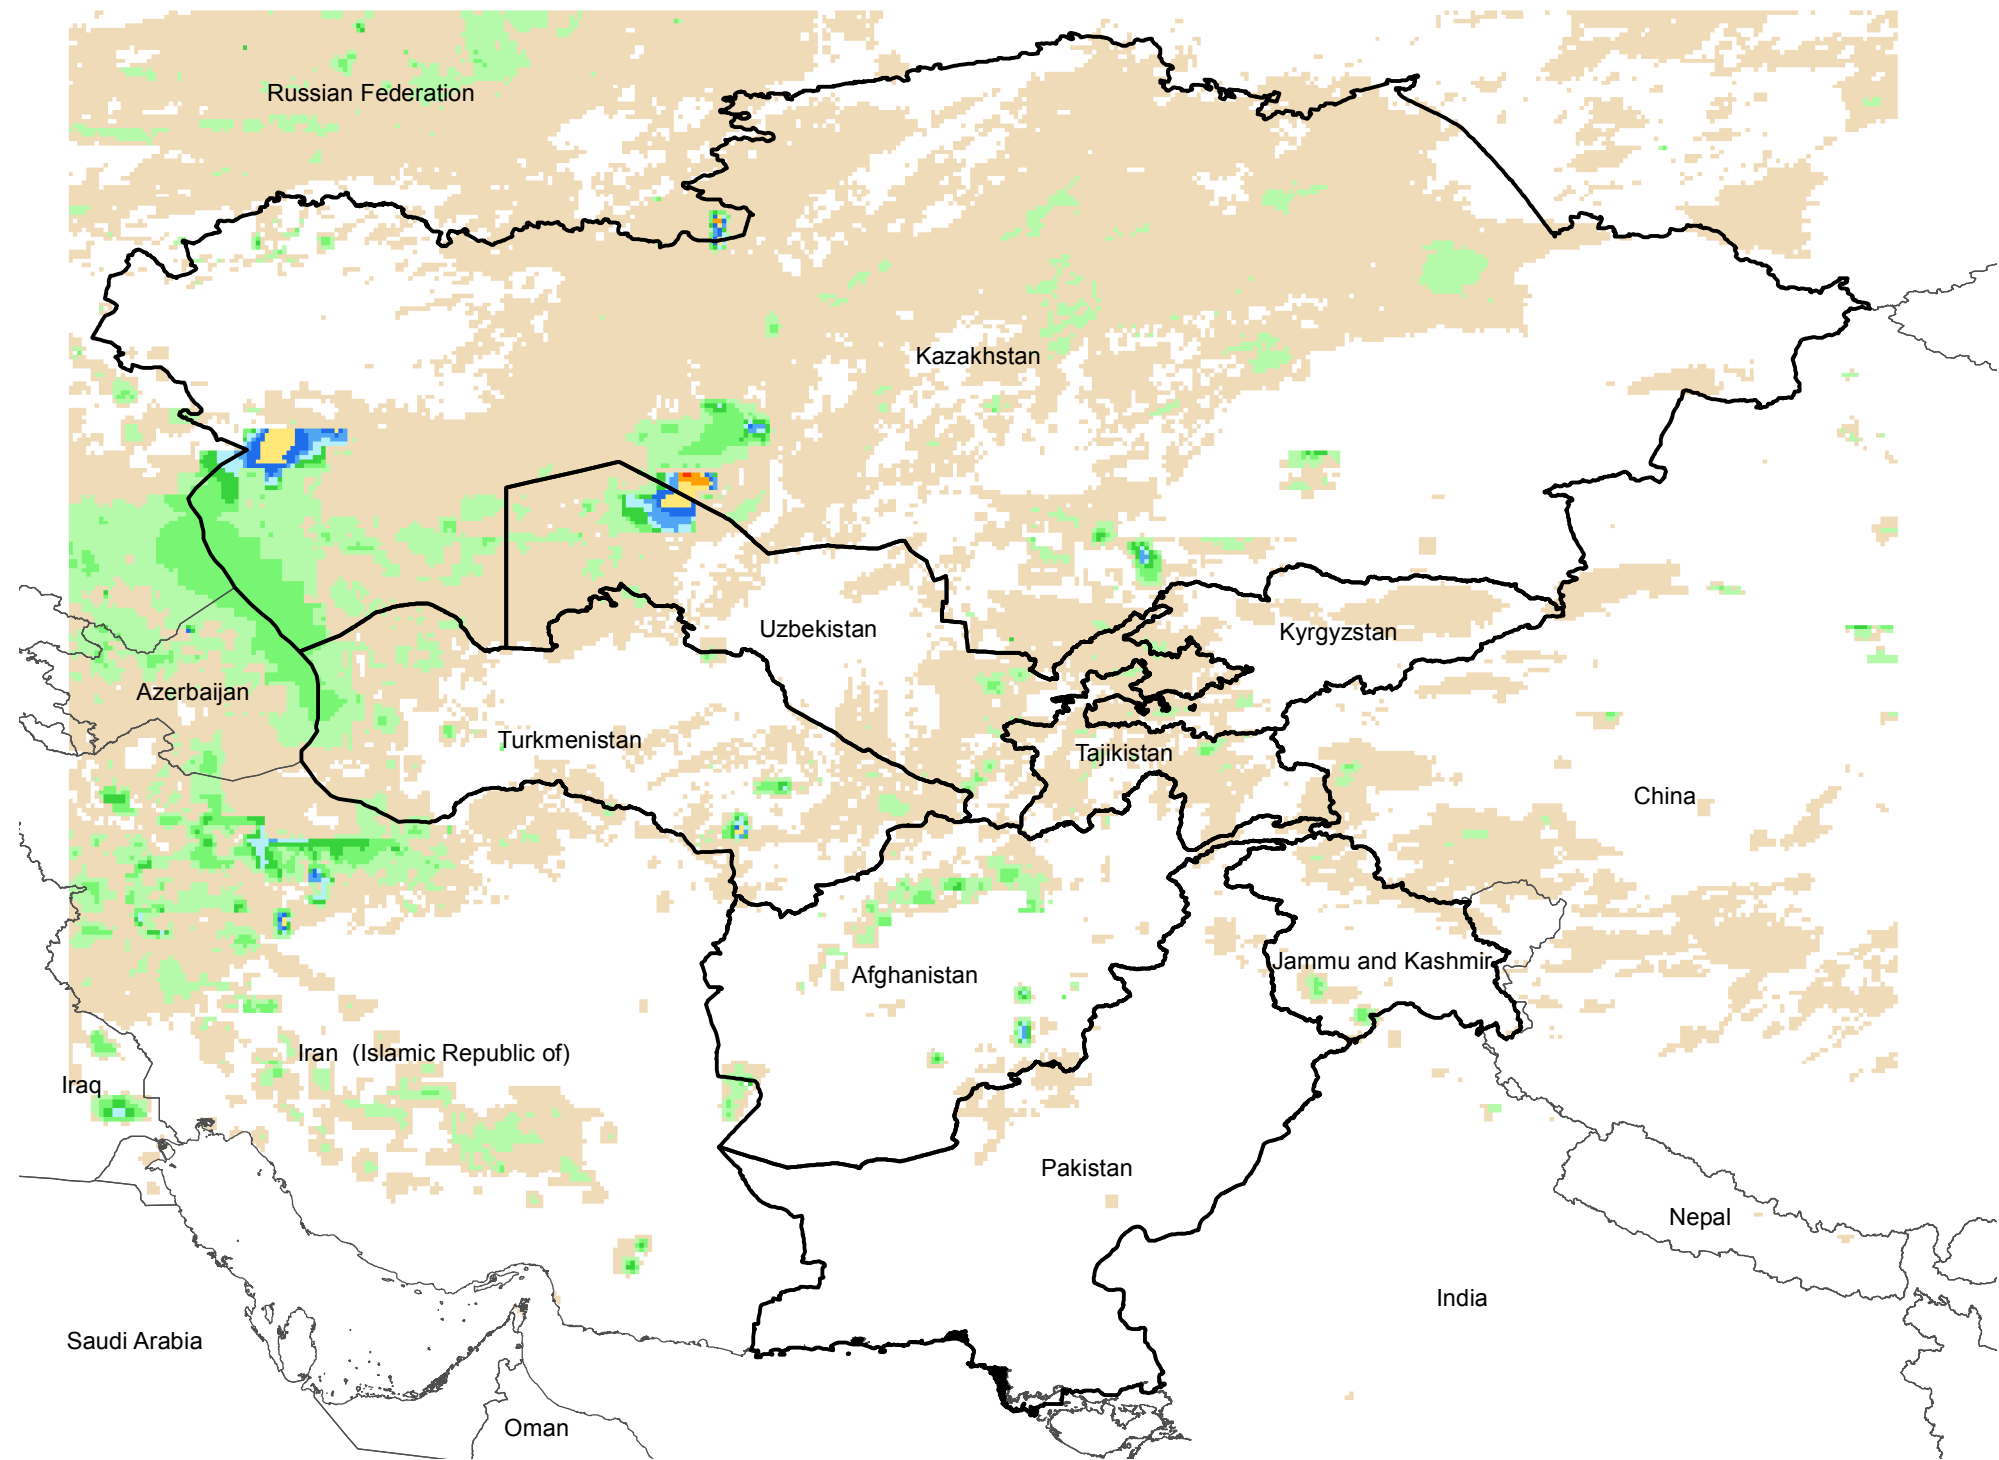 Russian Federation
Kazakhstan
Uzbekistan
Kyrgyzstan
Azerbaijan
Turkmenistan
Tajikistan
China
Afghanistan
Jammu and Kashmir
Iran  (Islamic Republic of)
Iraq
Pakistan
Nepal
India
Saudi Arabia
Oman